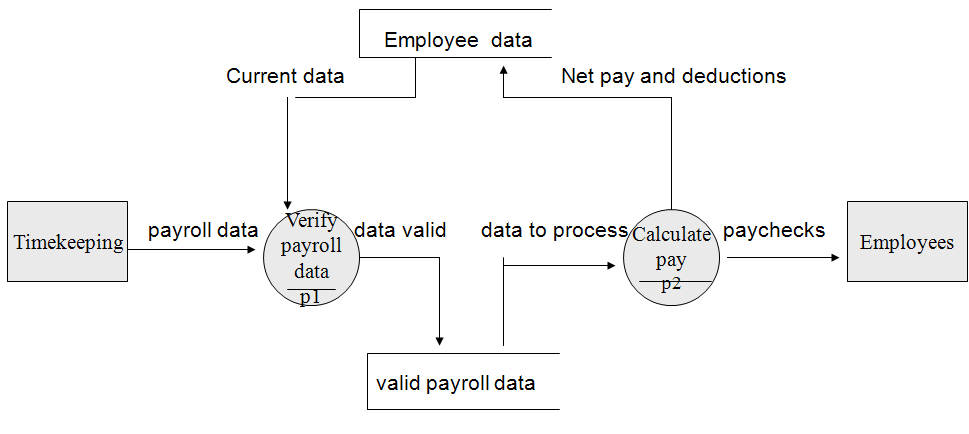 Employee data
Current data
Net pay and deductions
Timekeeping
payroll data
Verify
payroll
data
p1
data valid
data to process
Calculate
pay
p2
paychecks
Employees
valid payroll data